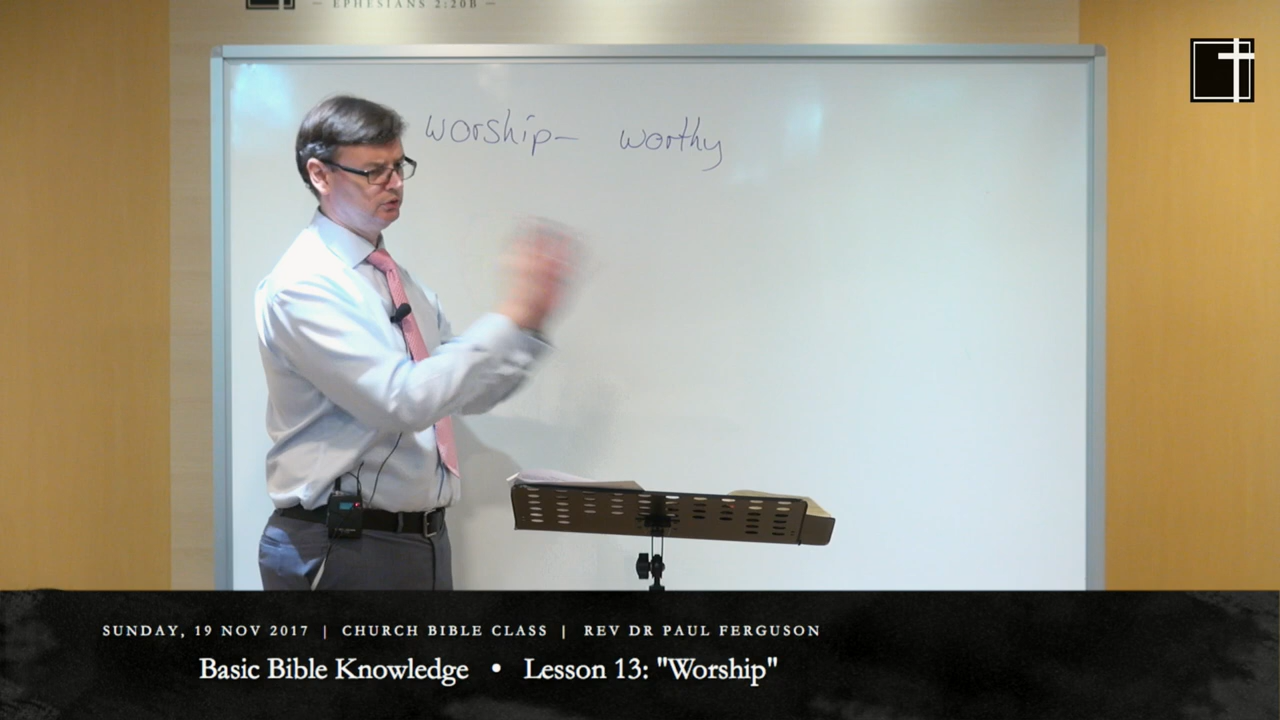 — EPHESIANS 2:20B —
worship– worthy
SUNDAY, 19 NOV 2017 | CHURCH BIBLE CLASS | REV DR PAUL FERGUSON
Basic Bible Knowledge • Lesson 13: "Worship"